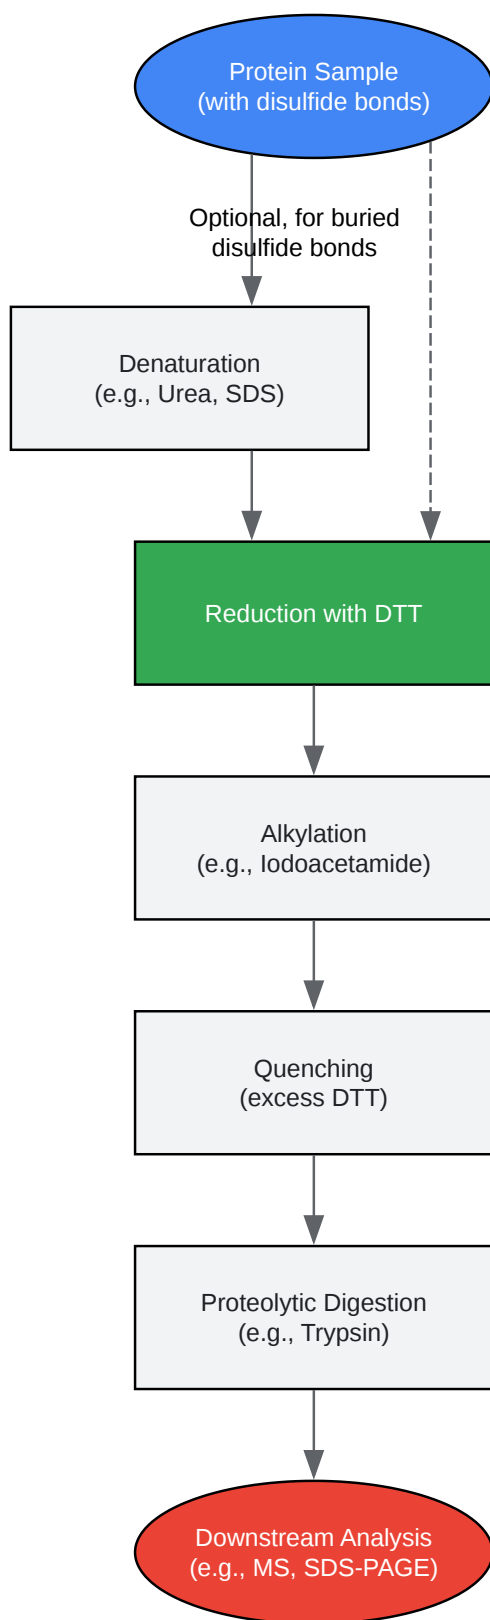 Protein Sample
(with disulfide bonds)
Optional, for buried
disulfide bonds
Denaturation
(e.g., Urea, SDS)
Reduction with DTT
Alkylation
(e.g., Iodoacetamide)
Quenching
(excess DTT)
Proteolytic Digestion
(e.g., Trypsin)
Downstream Analysis
(e.g., MS, SDS-PAGE)